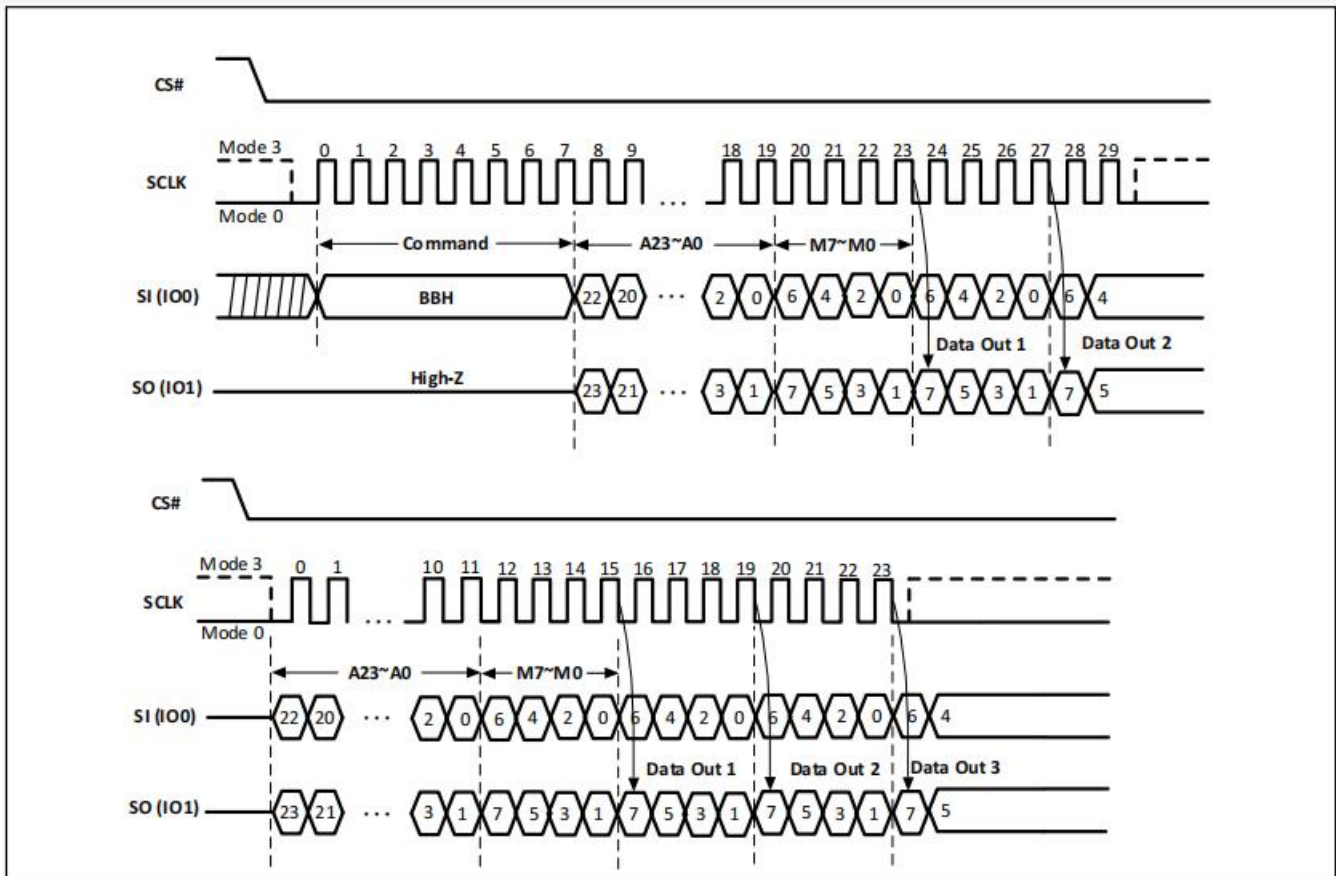 CS#
Mode 3 0 1 2 3 4 5 6 7 8 9 18 19 20 21 22 23 24 25 26 27 28 29
SCLK
...
Mode 0
Command A23~A0 M7~M0
SI (IO0) BBH 22 20 ... 2 0 6 4 2 0 6 4 2 0 6 4
Data Out 1 Data Out 2
SO (IO1) High-Z 23 21 ... 3 1 7 5 3 1 7 5 3 1 7 5
CS#
Mode 3 0 1 10 11 12 13 14 15 16 17 18 19 20 21 22 23
SCLK
...
Mode 0
A23~A0 M7~M0
SI (IO0) 22 20 ... 2 0 6 4 2 0 6 4 2 0 6 4 2 0 6 4
Data Out 1 Data Out 2 Data Out 3
SO (IO1) 23 21 ... 3 1 7 5 3 1 7 5 3 1 7 5 3 1 7 5